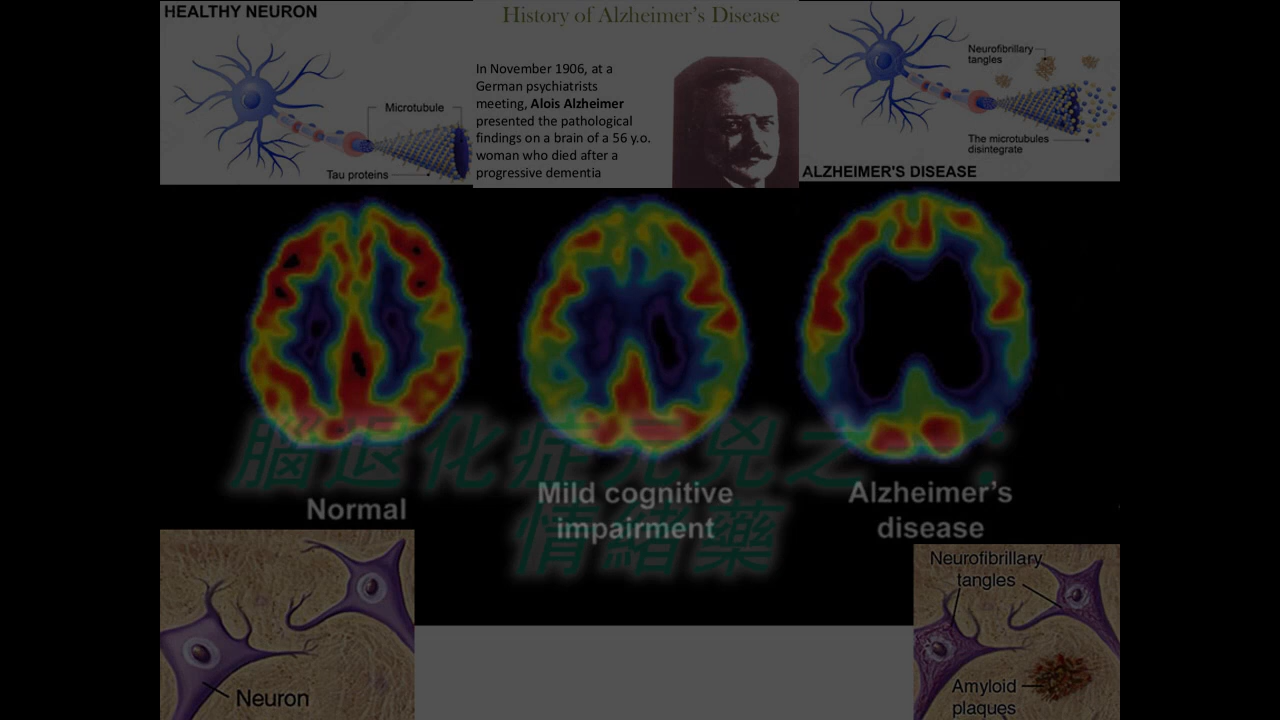 HEALTHY NEURON
Microtubule
Tau proteins
History of Alzheimer's Disease
In November 1906, at a
German psychiatrists
meeting, Alois Alzheimer
presented the pathological
findings on a brain of a 56 y.o.
woman who died after a
progressive dementia
Neurofibrillary
tangles
The microtubules
disintegrate
ALZHEIMER'S DISEASE
腦退化症元兇之一：
情緒藥
Normal
Mild cognitive
impairment
Alzheimer's
disease
Neuron
Neurofibrillary
tangles
Amyloid
plaques